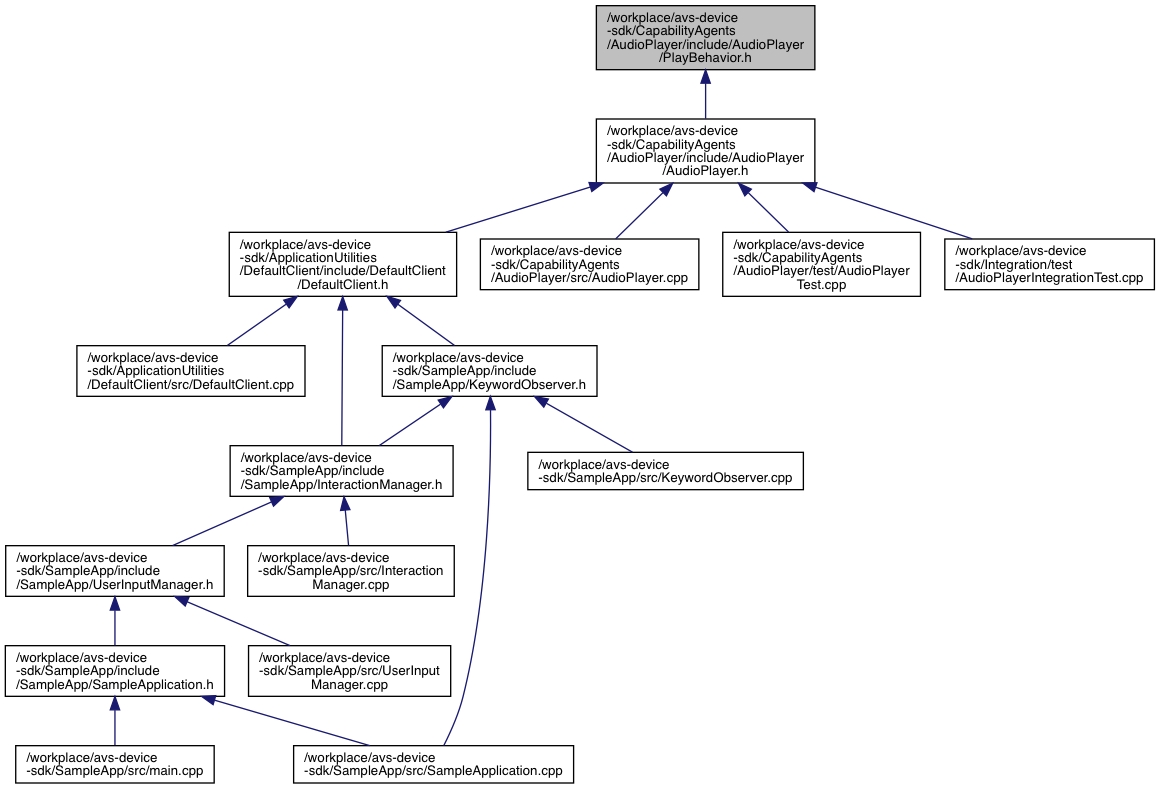 /workplace/avs-device
-sdk/CapabilityAgents
/AudioPlayer/include/AudioPlayer
/PlayBehavior.h
/workplace/avs-device
-sdk/CapabilityAgents
/AudioPlayer/include/AudioPlayer
/AudioPlayer.h
/workplace/avs-device
-sdk/ApplicationUtilities
/DefaultClient/include/DefaultClient
/DefaultClient.h
/workplace/avs-device
-sdk/CapabilityAgents
/AudioPlayer/src/AudioPlayer.cpp
/workplace/avs-device
-sdk/CapabilityAgents
/AudioPlayer/test/AudioPlayer
Test.cpp
/workplace/avs-device
-sdk/Integration/test
/AudioPlayerIntegrationTest.cpp
/workplace/avs-device
-sdk/ApplicationUtilities
/DefaultClient/src/DefaultClient.cpp
/workplace/avs-device
-sdk/SampleApp/include
/SampleApp/KeywordObserver.h
/workplace/avs-device
-sdk/SampleApp/include
/SampleApp/InteractionManager.h
/workplace/avs-device
-sdk/SampleApp/src/KeywordObserver.cpp
/workplace/avs-device
-sdk/SampleApp/include
/SampleApp/UserInputManager.h
/workplace/avs-device
-sdk/SampleApp/src/Interaction
Manager.cpp
/workplace/avs-device
-sdk/SampleApp/include
/SampleApp/SampleApplication.h
/workplace/avs-device
-sdk/SampleApp/src/UserInput
Manager.cpp
/workplace/avs-device
-sdk/SampleApp/src/main.cpp
/workplace/avs-device
-sdk/SampleApp/src/SampleApplication.cpp